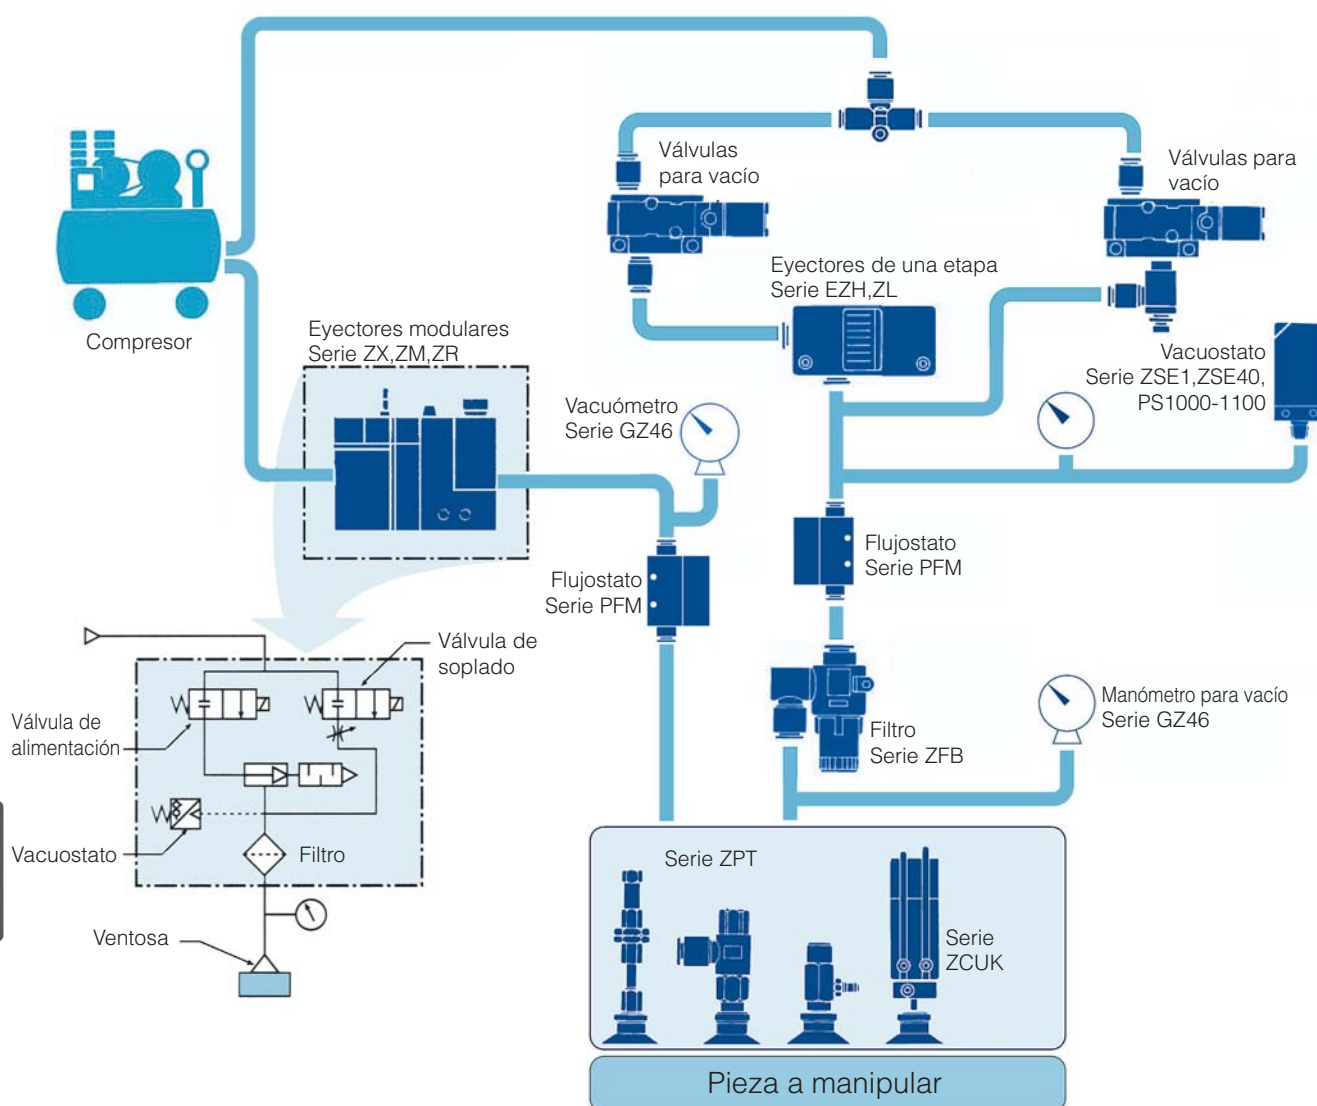 Válvulas
para vacío
Válvulas para
vacío
Eyectores de una etapa
Serie EZH,ZL
Compresor
Eyectores modulares
Serie ZX,ZM,ZR
Vacuostato
Serie ZSE1,ZSE40,
PS1000-1100
Vacuómetro
Serie GZ46
Flujostato
Serie PFM
Flujostato
Serie PFM
Válvula de
soplado
Válvula de
alimentación
Manómetro para vacío
Serie GZ46
Filtro
Serie ZFB
Vacuostato
Filtro
Serie ZPT
Ventosa
Serie
ZCUK
Pieza a manipular